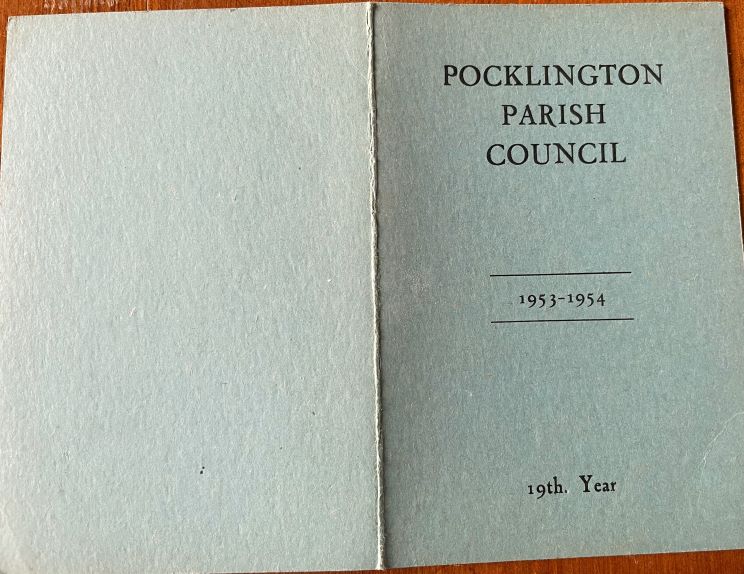 POCKLINGTON
PARISH
COUNCIL
1953-1954
19th. Year